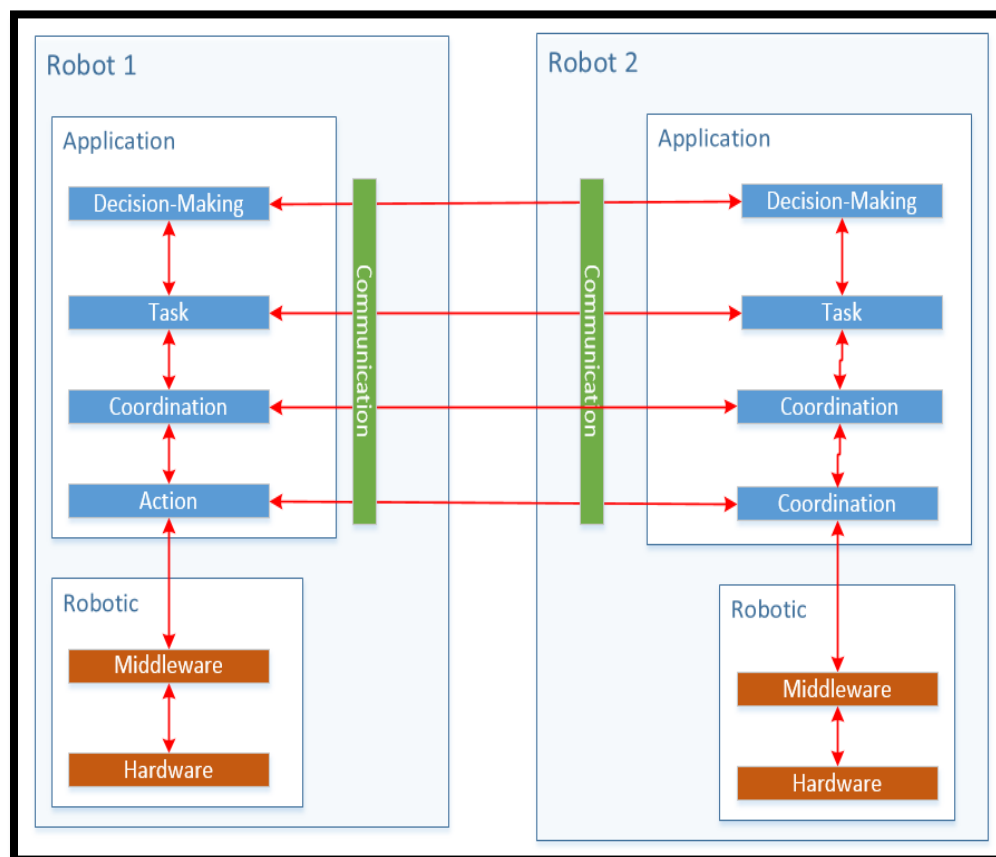 Robot 1
Application
Decision-Making
Task
Coordination
Action
Robotic
Middleware
Hardware
Communication
Communication
Robot 2
Application
Decision-Making
Task
Coordination
Coordination
Robotic
Middleware
Hardware